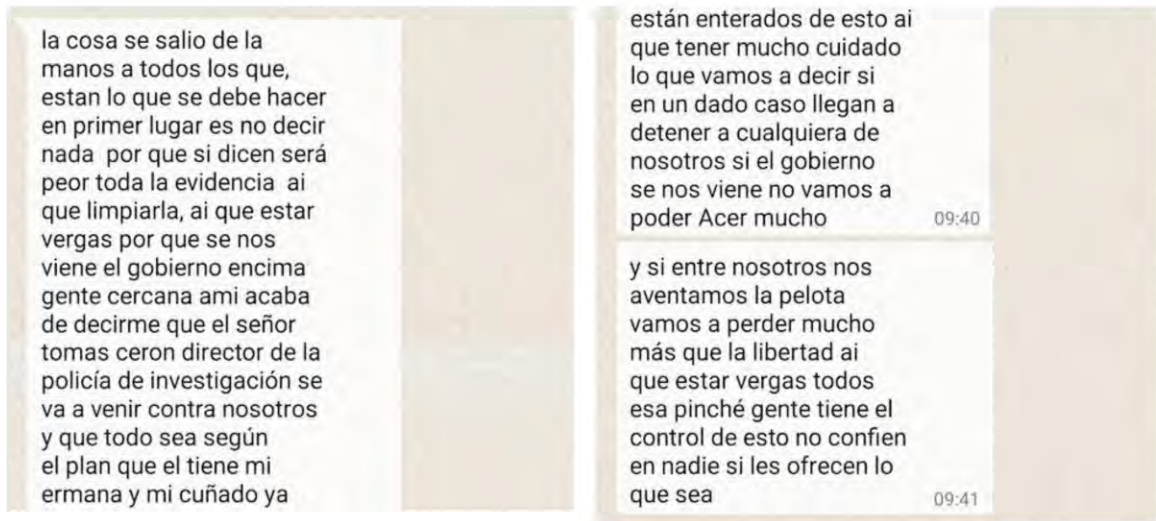 la cosa se salio de la
manos a todos los que,
estan lo que se debe hacer
en primer lugar es no decir
nada  por que si dicen será
peor toda la evidencia  ai
que limpiarla, ai que estar
vergas por que se nos
viene el gobierno encima
gente cercana ami acaba
de decirme que el señor
tomas ceron director de la
policía de investigación se
va a venir contra nosotros
y que todo sea según
el plan que el tiene mi
ermana y mi cuñado ya
están enterados de esto ai
que tener mucho cuidado
lo que vamos a decir si
en un dado caso llegan a
detener a cualquiera de
nosotros si el gobierno
se nos viene no vamos a
poder Acer mucho 09:40
y si entre nosotros nos
aventamos la pelota
vamos a perder mucho
más que la libertad ai
que estar vergas todos
esa pinché gente tiene el
control de esto no confien
en nadie si les ofrecen lo
que sea 09:41